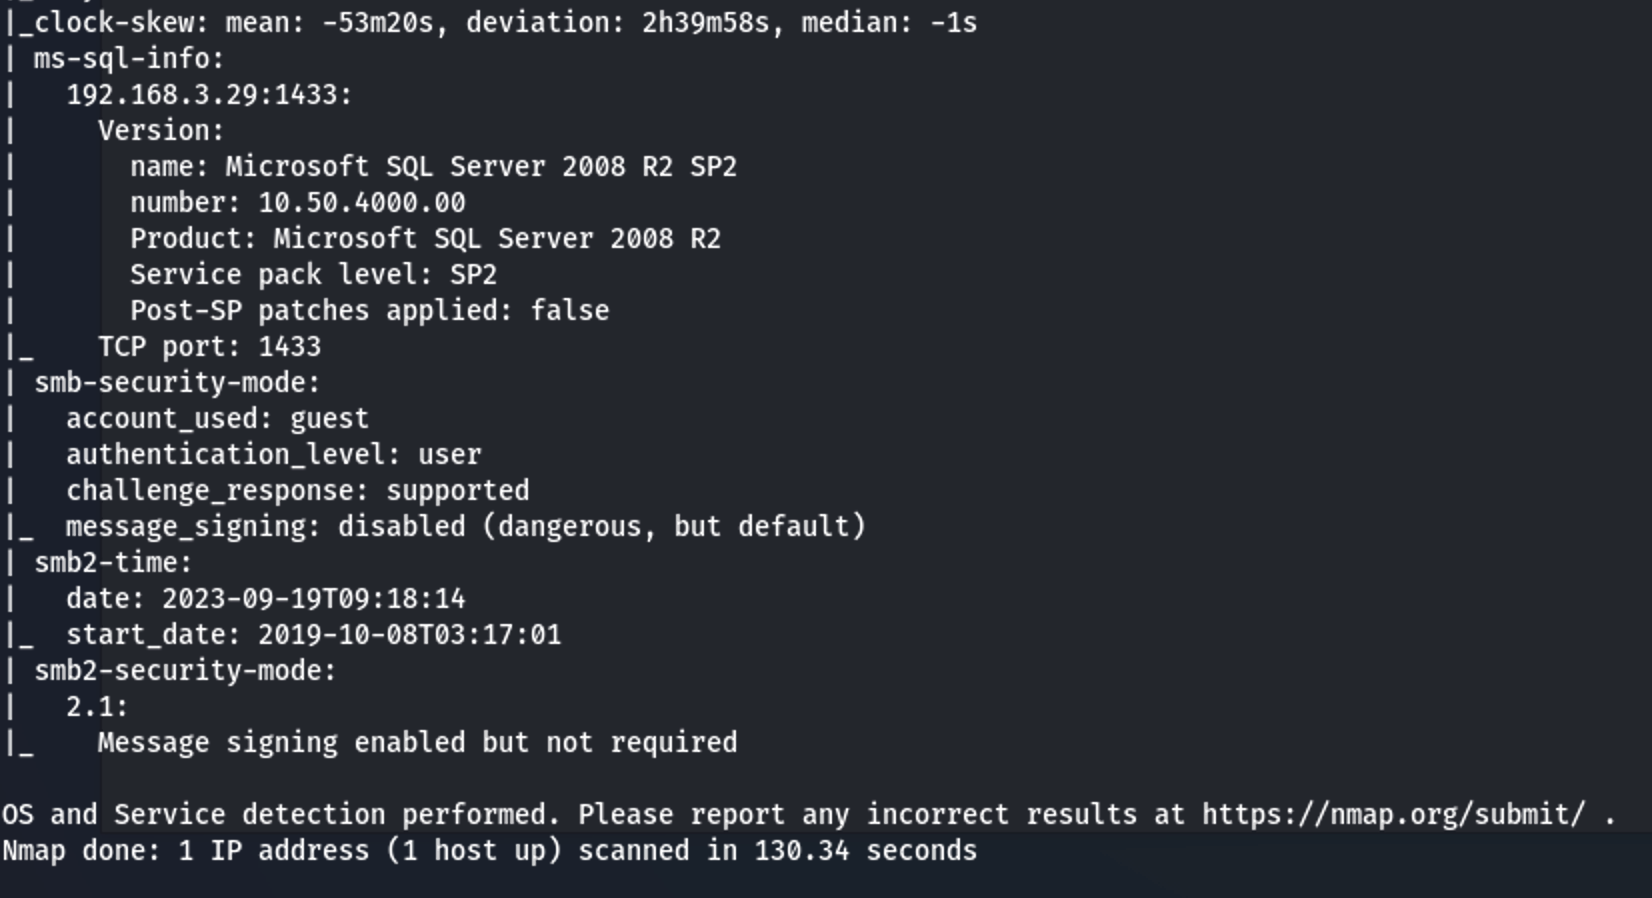 |_clock-skew: mean: -53m20s, deviation: 2h39m58s, median: -1s
| ms-sql-info:
|   192.168.3.29:1433:
|     Version:
|       name: Microsoft SQL Server 2008 R2 SP2
|       number: 10.50.4000.00
|       Product: Microsoft SQL Server 2008 R2
|       Service pack level: SP2
|       Post-SP patches applied: false
|_    TCP port: 1433
| smb-security-mode:
|   account_used: guest
|   authentication_level: user
|   challenge_response: supported
|_  message_signing: disabled (dangerous, but default)
| smb2-time:
|   date: 2023-09-19T09:18:14
|_  start_date: 2019-10-08T03:17:01
| smb2-security-mode:
|   2.1:
|_    Message signing enabled but not required

OS and Service detection performed. Please report any incorrect results at https://nmap.org/submit/ .
Nmap done: 1 IP address (1 host up) scanned in 130.34 seconds